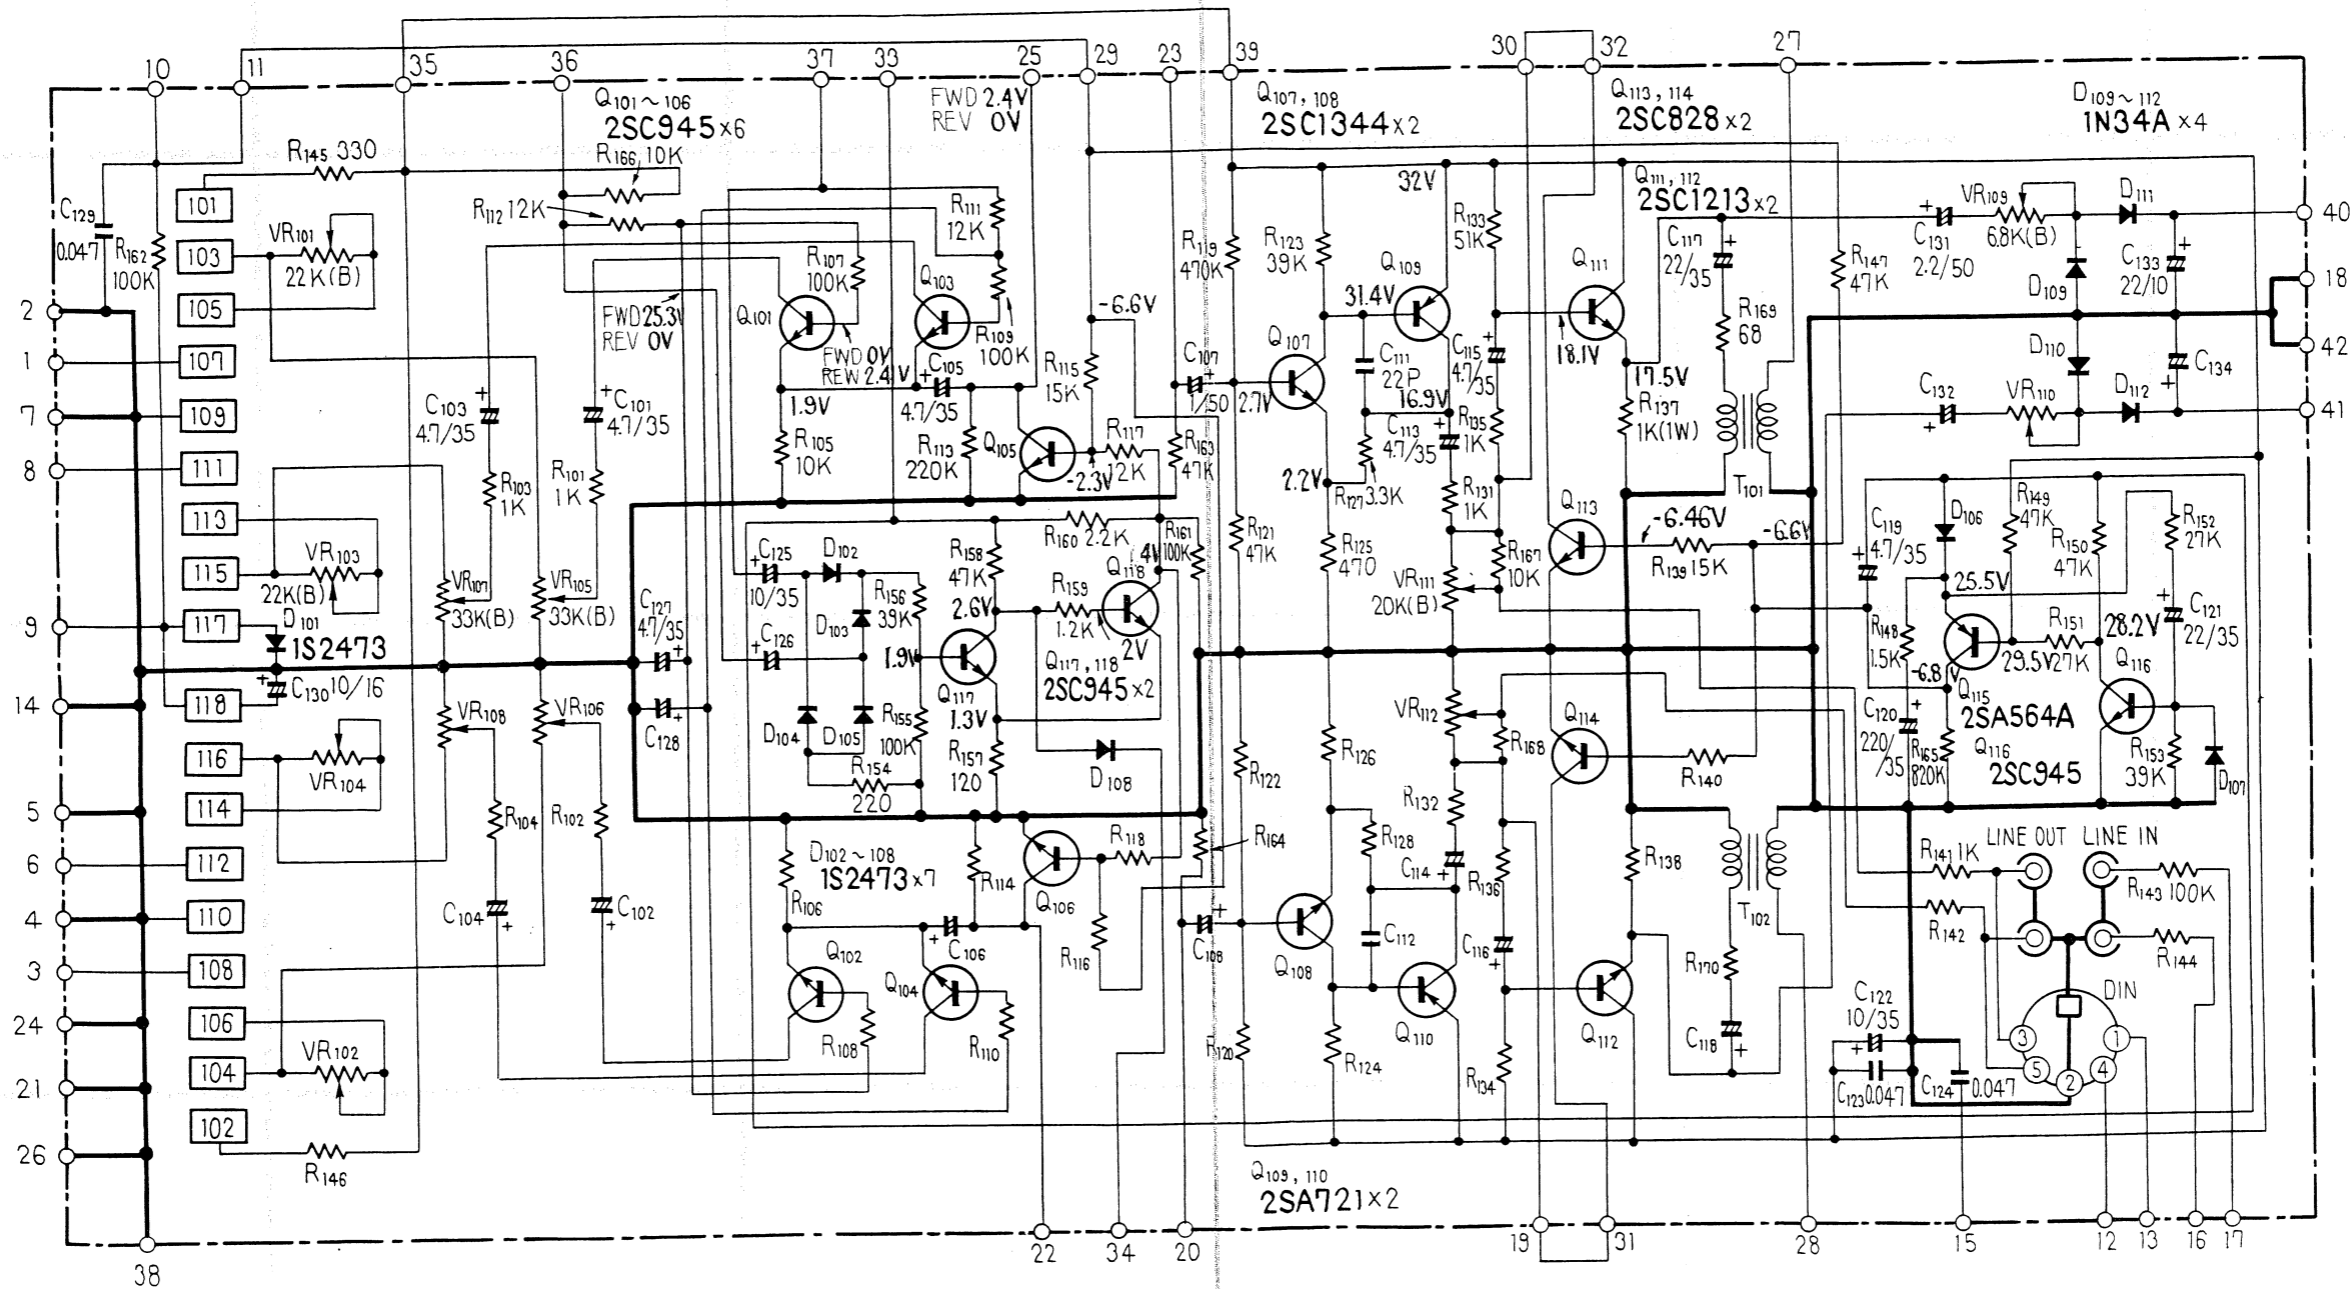 10
11
35
36
37
33
25
29
23
39
30
32
27
FWD 2.4V
REV 0V
Q101~106
2SC945×6
Q107, 108
2SC1344×2
Q113, 114
2SC828×2
D109~112
1N34A×4
R145 330
R166 10K
R112 12K
R111
12K
32V
Q111, 112
2SC1213×2
101
103
105
107
109
111
113
115
117
118
116
114
112
110
108
106
104
102
2
1
7
8
9
14
5
6
4
3
24
21
26
38
C129
0.047
R162
100K
VR101
22K(B)
FWD 25.3V
REV 0V
R107
100K
Q101
Q103
R109
100K
FWD 0V
REW 2.4V
C105
4.7/35
1.9V
C103
4.7/35
C101
4.7/35
R103
1K
R101
1K
R105
10K
R113
220K
Q105
R115
15K
-6.6V
R117
12K
-2.3V
C107
1/50
2.7V
R163
47K
R119
470K
R123
39K
Q107
2.2V
Q109
31.4V
C111
22P
16.9V
C113
4.7/35
R127 3.3K
R131
1K
R133
51K
C115
4.7/35
R135
1K
Q111
18.1V
17.5V
R137
1K(1W)
C117
22/35
R169
68
T101
R147
47K
C131
2.2/50
VR109
6.8K(B)
D111
D109
C133
22/10
D110
C134
C132
VR110
D112
40
18
42
41
VR103
22K(B)
D101
1S2473
C130 10/16
VR104
VR107
33K(B)
VR105
33K(B)
VR108
VR106
C127
4.7/35
C128
C125
10/35
C126
D102
D103
D104
D105
R156
39K
R155
100K
R154
220
R158
47K
2.6V
1.9V
Q117
1.3V
R157
120
R160 2.2K
R159
1.2K
4V
Q118
2V
Q117, 118
2SC945×2
D108
R161
100K
R121
47K
R125
470
VR111
20K(B)
R167
10K
Q113
-6.46V
R139 15K
-6.6V
C119
4.7/35
D106
25.5V
R149
47K
R150
47K
R152
27K
C121
22/35
R148
1.5K
R151
27K
29.5V
28.2V
-6.8V
Q115
2SA564A
Q116
Q116
2SC945
R153
39K
D107
C120
220/35
R165
820K
R104
R102
C104
C102
D102~108
1S2473×7
R106
R114
Q106
R118
R164
R116
C106
Q102
Q104
R108
R110
C108
R122
R120
Q108
R126
R128
C112
R124
VR112
R132
C114
Q110
R168
R136
C116
R134
Q114
R140
R138
Q112
T102
R170
C118
LINE OUT LINE IN
R141 1K
R142
R143 100K
R144
DIN
3
5
2
4
1
C122
10/35
C123 0.047
C124 0.047
VR102
R146
Q109, 110
2SA721×2
22
34
20
19
31
28
15
12
13
16
17